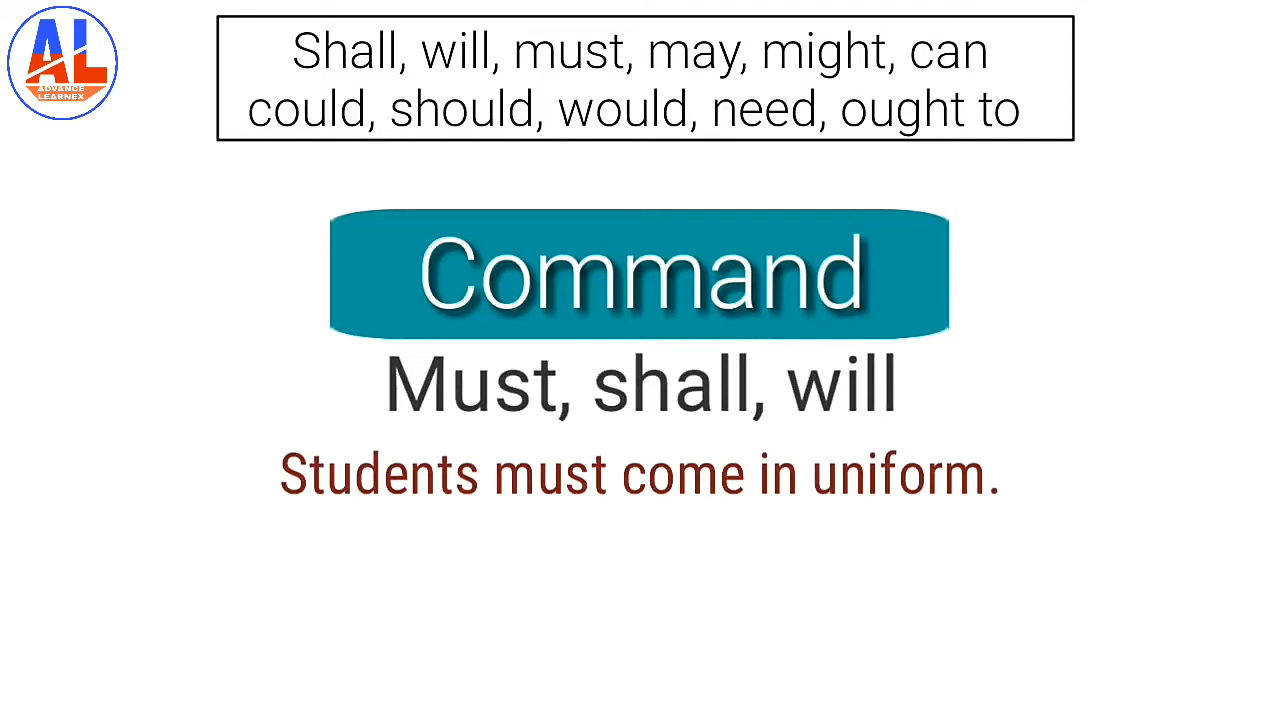 AL
ADVANCE
LEARNEX
Shall, will, must, may, might, can
could, should, would, need, ought to
Command
Must, shall, will
Students must come in uniform.